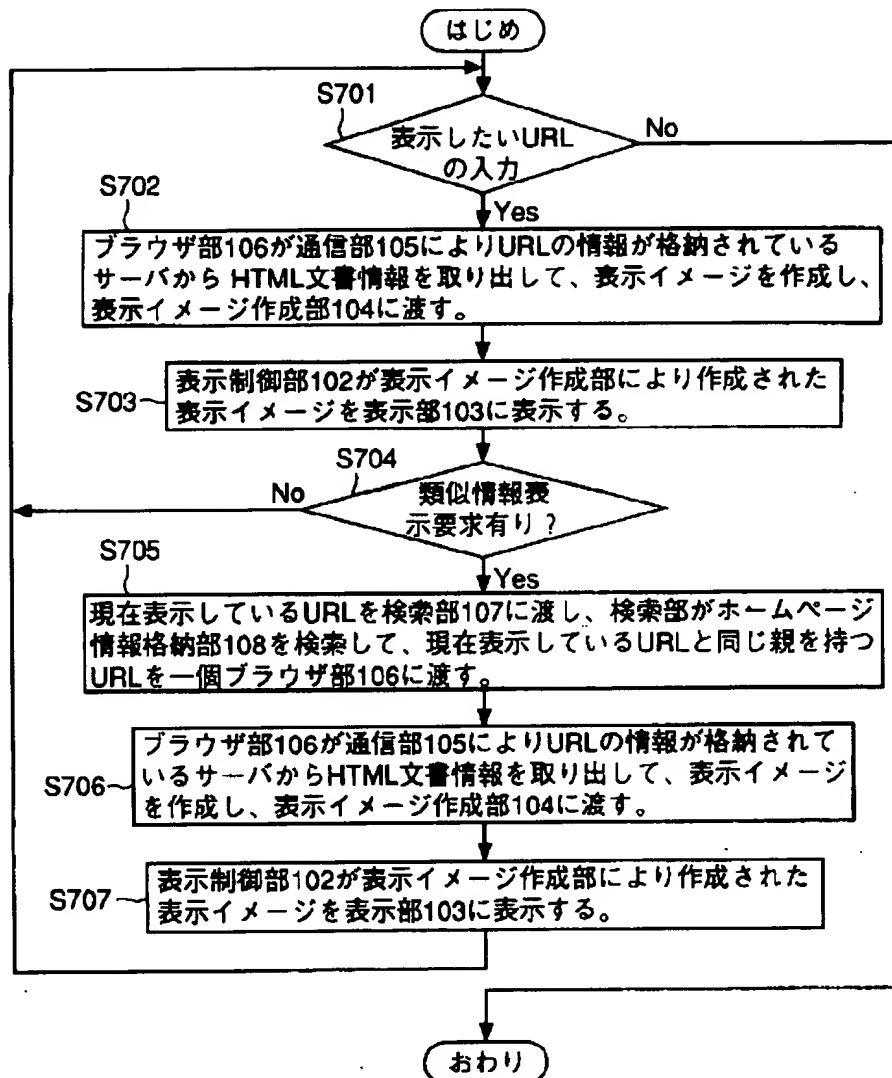 はじめ
S701
表示したいURL
の入力
No
Yes
S702
ブラウザ部106が通信部105によりURLの情報が格納されている
サーバから HTML文書情報を取り出して、表示イメージを作成し、
表示イメージ作成部104に渡す。
S703
表示制御部102が表示イメージ作成部により作成された
表示イメージを表示部103に表示する。
S704
類似情報表
示要求有り？
No
Yes
S705
現在表示しているURLを検索部107に渡し、検索部がホームページ
情報格納部108を検索して、現在表示しているURLと同じ親を持つ
URLを一個ブラウザ部106に渡す。
S706
ブラウザ部106が通信部105によりURLの情報が格納されて
いるサーバからHTML文書情報を取り出して、表示イメージ
を作成し、表示イメージ作成部104に渡す。
S707
表示制御部102が表示イメージ作成部により作成された
表示イメージを表示部103に表示する。
おわり